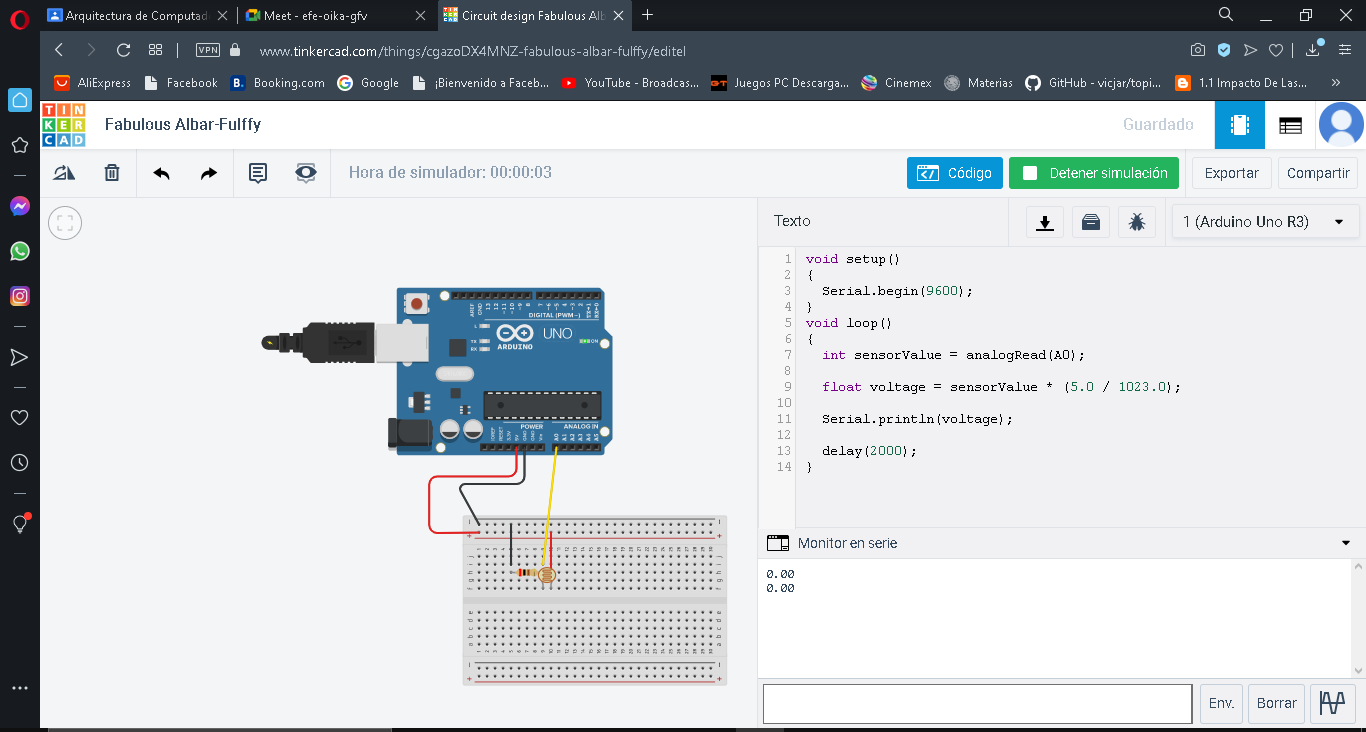 Arquitectura de Computad
Meet - efe-oika-gfv
Circuit design Fabulous Alb
VPN
www.tinkercad.com/things/cgazoDX4MNZ-fabulous-albar-fulffy/editel
AliExpress
Facebook
Booking.com
Google
¡Bienvenido a Faceb...
YouTube - Broadcas...
Juegos PC Descarga...
Cinemex
Materias
GitHub - vicjar/topi...
1.1 Impacto De Las...
TIN
KER
CAD
Fabulous Albar-Fulffy
Guardado
Hora de simulador: 00:00:03
Código
Detener simulación
Exportar
Compartir
Texto
1 (Arduino Uno R3)
1 void setup()
2 {
3 Serial.begin(9600);
4 }
5 void loop()
6 {
7 int sensorValue = analogRead(A0);
8
9 float voltage = sensorValue * (5.0 / 1023.0);
10
11 Serial.println(voltage);
12
13 delay(2000);
14 }
DIGITAL (PWM~)
UNO
ARDUINO
TX
RX
ON
POWER
ANALOG IN
Monitor en serie
0.00
0.00
Env.
Borrar